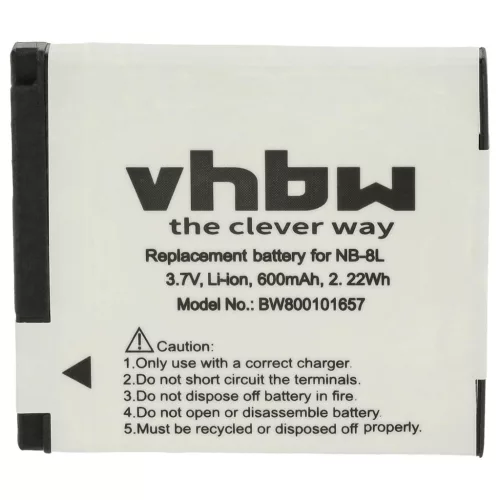 vhbw
the clever way
Replacement battery for NB-8L
3.7V, Li-ion, 600mAh, 2. 22Wh
Model No.: BW800101657
Caution:
1.Only use with a correct charger.
2.Do not short circuit the terminals.
3.Do not dispose off battery in fire.
4.Do not open or disassemble battery.
5.Must be recycled or disposed off properly.